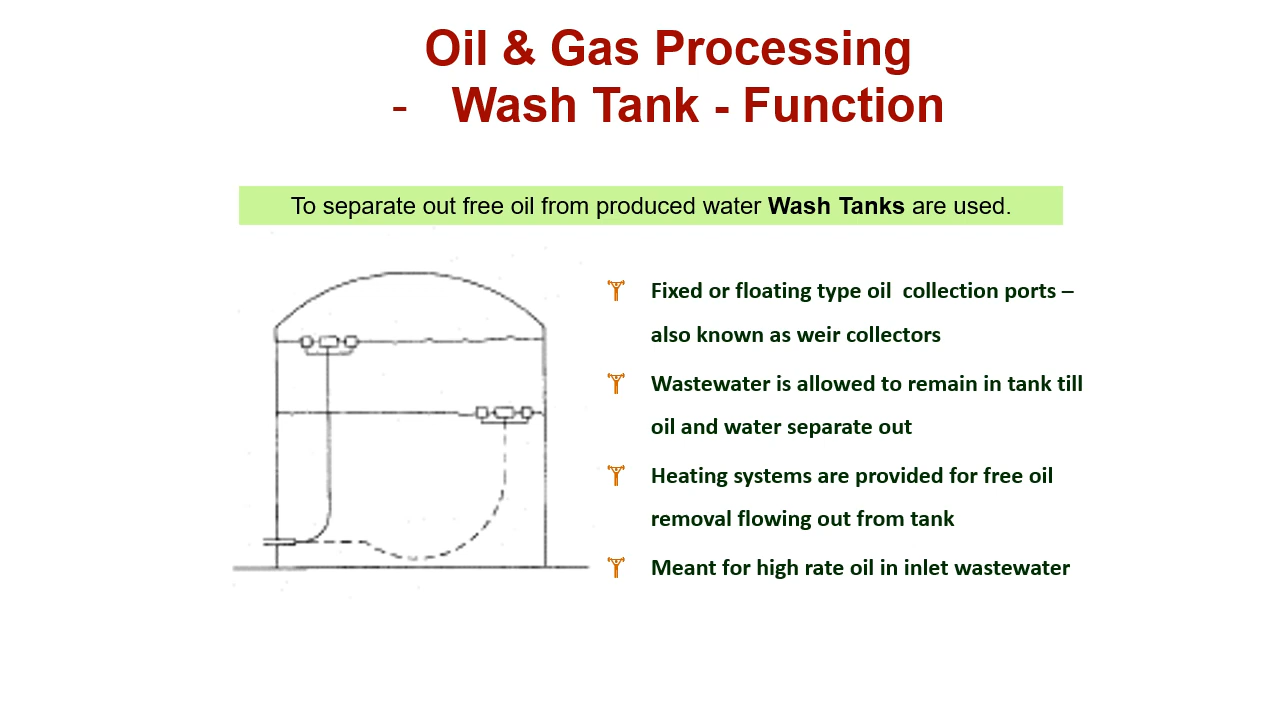 Oil & Gas Processing
- Wash Tank - Function
To separate out free oil from produced water Wash Tanks are used.
Fixed or floating type oil collection ports –
also known as weir collectors
Wastewater is allowed to remain in tank till
oil and water separate out
Heating systems are provided for free oil
removal flowing out from tank
Meant for high rate oil in inlet wastewater